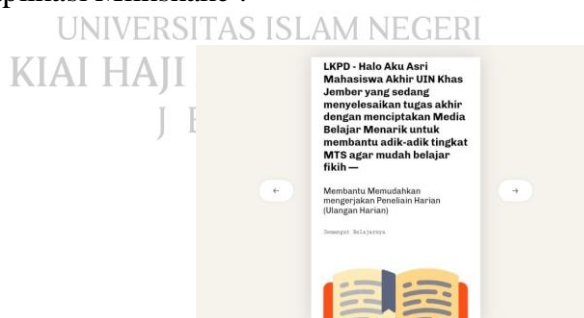 UNIVERSITAS ISLAM NEGERI
KIAI HAJI
J
LKPD - Halo Aku Asri
Mahasiswa Akhir UIN Khas
Jember yang sedang
menyelesaikan tugas akhir
dengan menciptakan Media
Belajar Menarik untuk
membantu adik-adik tingkat
MTS agar mudah belajar
fikih —
Membantu Memudahkan
mengerjakan Peneliain Harian
(Ulangan Harian)
Semangat Belajarnya